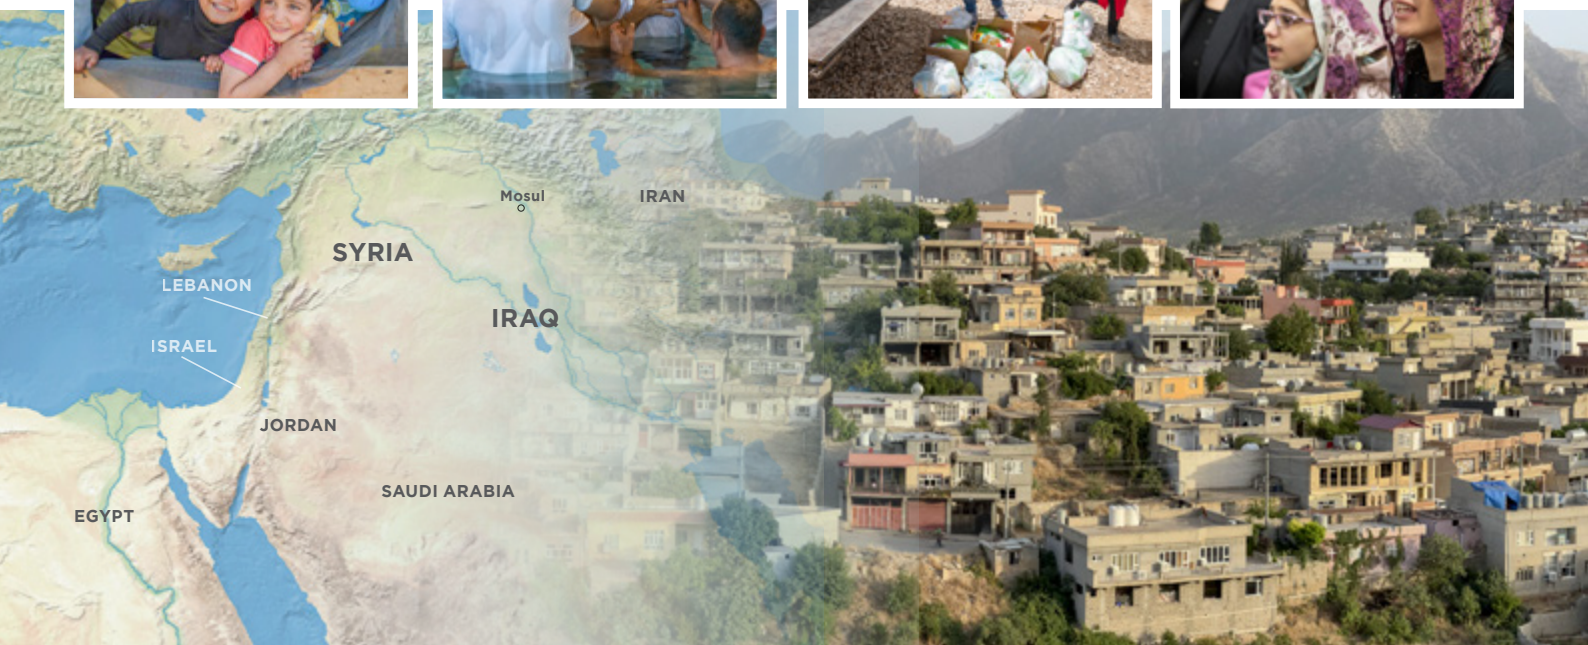 Mosul
IRAN
SYRIA
LEBANON
IRAQ
ISRAEL
JORDAN
SAUDI ARABIA
EGYPT